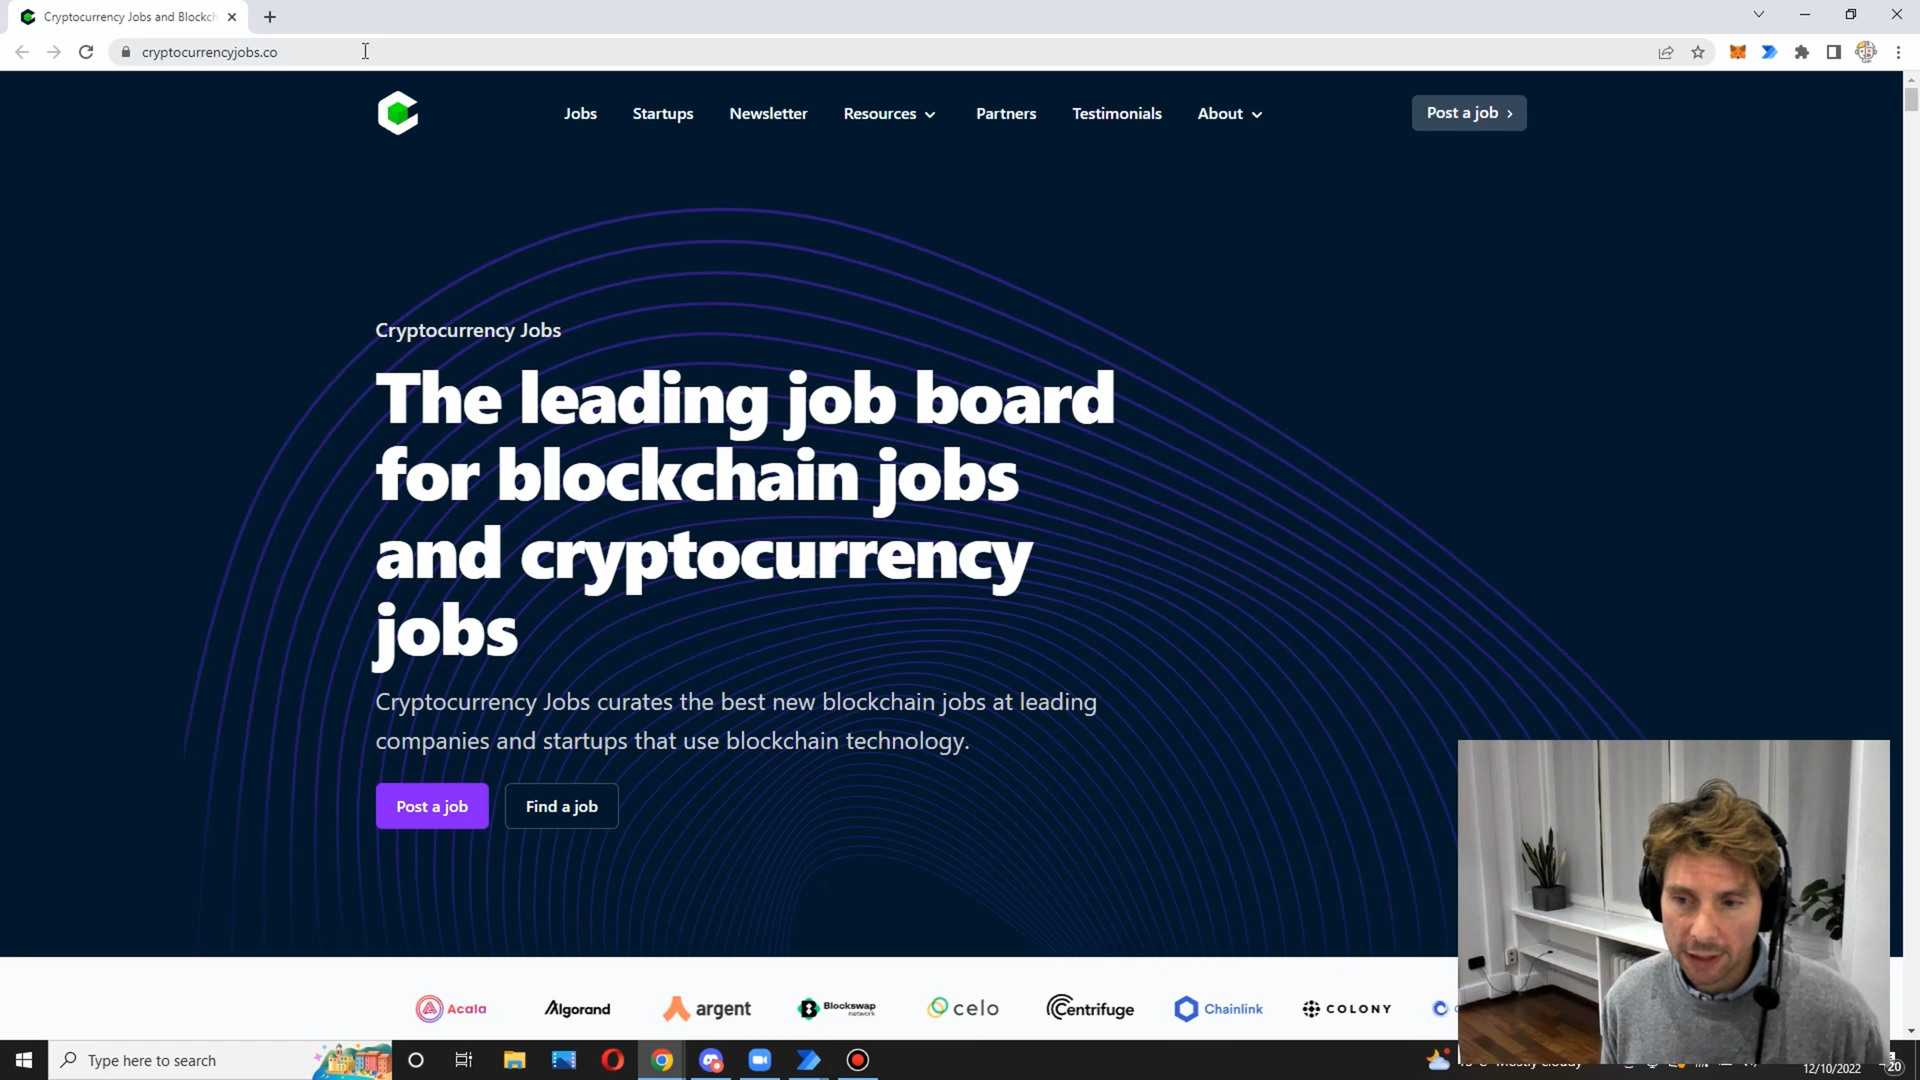 Cryptocurrency Jobs and Blockch
cryptocurrencyjobs.co
Jobs
Startups
Newsletter
Resources
Partners
Testimonials
About
Post a job
Cryptocurrency Jobs
The leading job board
for blockchain jobs
and cryptocurrency
jobs
Cryptocurrency Jobs curates the best new blockchain jobs at leading
companies and startups that use blockchain technology.
Post a job
Find a job
Acala
Algorand
argent
Blockswap
network
celo
Centrifuge
Chainlink
COLONY
Type here to search
12/10/2022
20